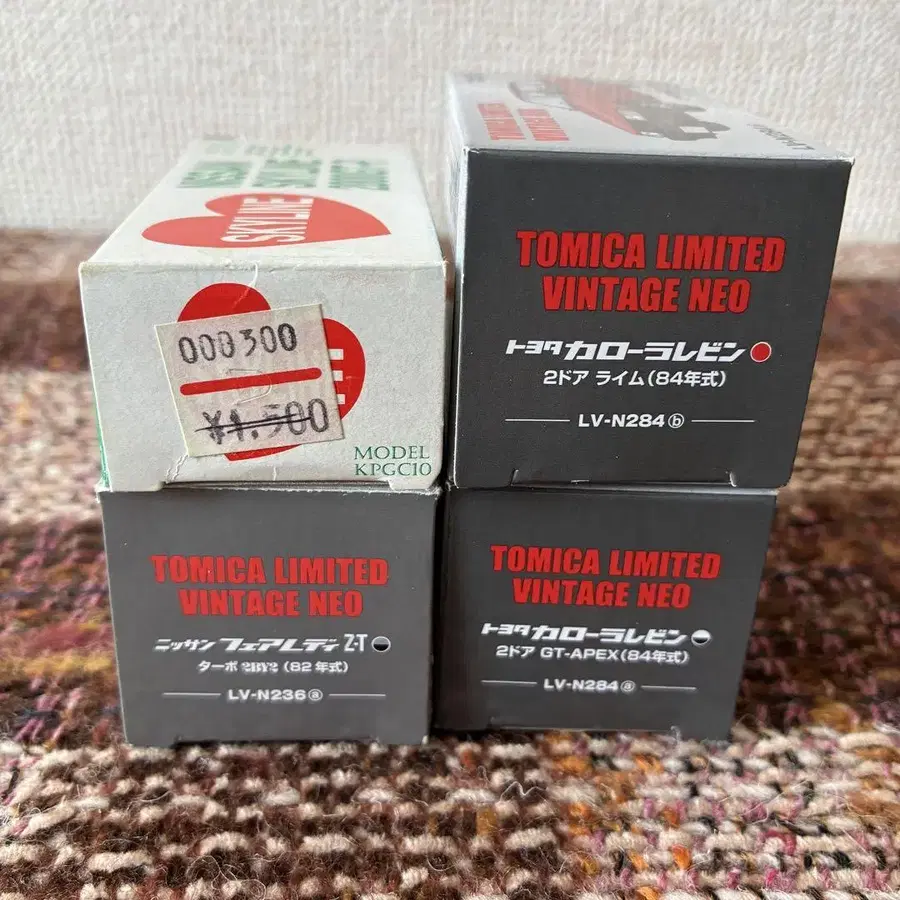 SKYLINE
000300
¥1.500
MODEL
KPGC10
TOMICA LIMITED
VINTAGE NEO
トヨタ カローラレビン
2ドア ライム(84年式)
LV-N284 ⓑ
TOMICA LIMITED
VINTAGE NEO
ニッサン フェアレディ Z-T
ターボ 2BY2 (82年式)
LV-N236 ⓐ
TOMICA LIMITED
VINTAGE NEO
トヨタ カローラレビン
2ドア GT-APEX(84年式)
LV-N284 ⓐ